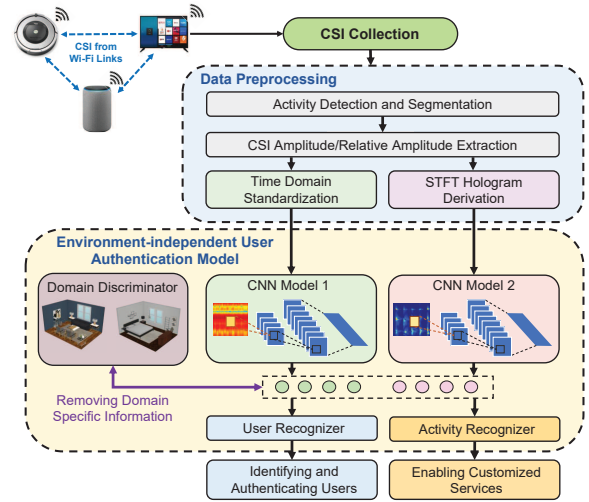 CSI from
Wi-Fi Links
CSI Collection
Data Preprocessing
Activity Detection and Segmentation
CSI Amplitude/Relative Amplitude Extraction
Time Domain
Standardization
STFT Hologram
Derivation
Environment-independent User
Authentication Model
Domain Discriminator
CNN Model 1
CNN Model 2
Removing Domain
Specific Information
User Recognizer
Activity Recognizer
Identifying and
Authenticating Users
Enabling Customized
Services